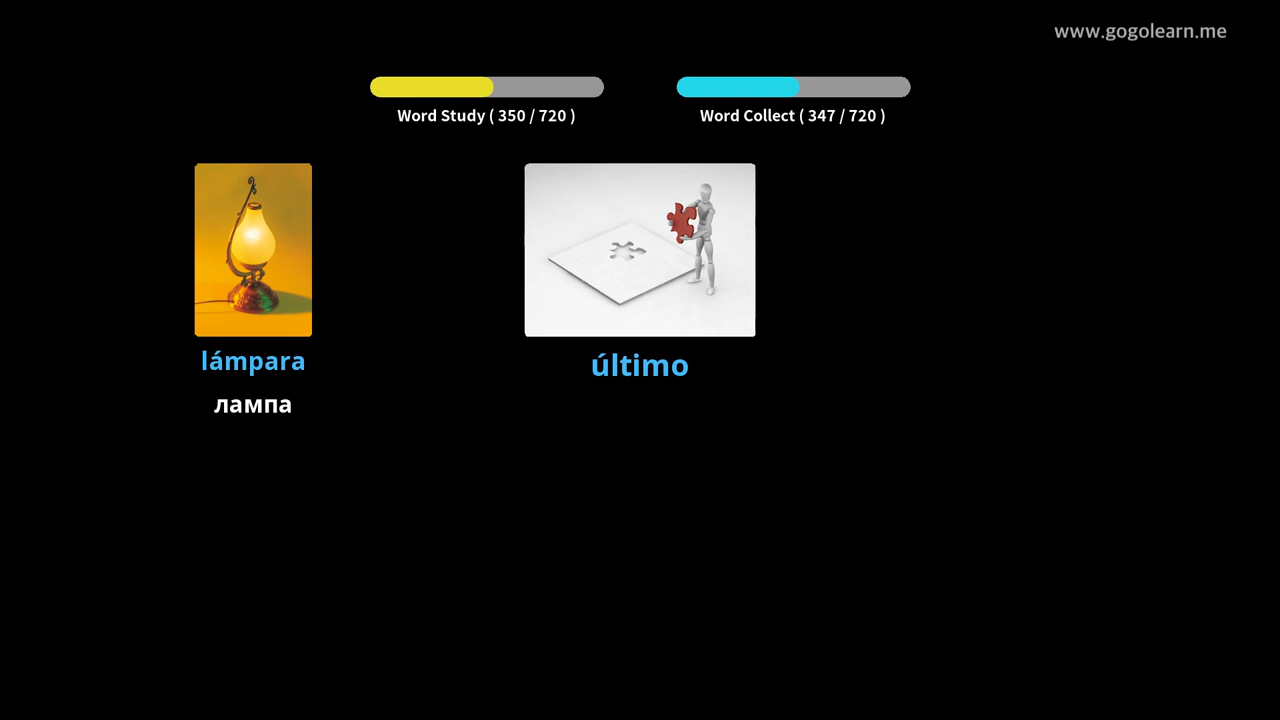 www.gogolearn.me
Word Study ( 350 / 720 )
Word Collect ( 347 / 720 )
lámpara
лампа
último